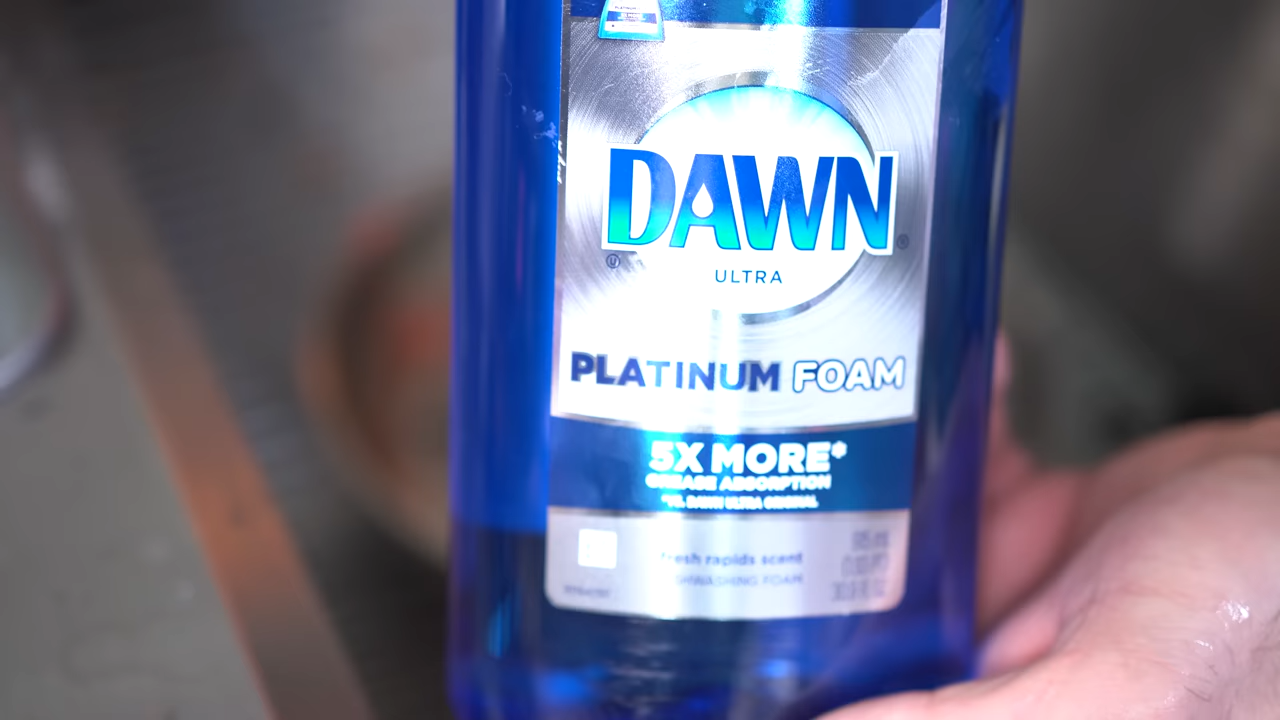 DAWN
ULTRA
PLATINUM FOAM
5X MORE*
GREASE ABSORPTION
*VS. DAWN ULTRA ORIGINAL
fresh rapids scent
DISHWASHING FOAM